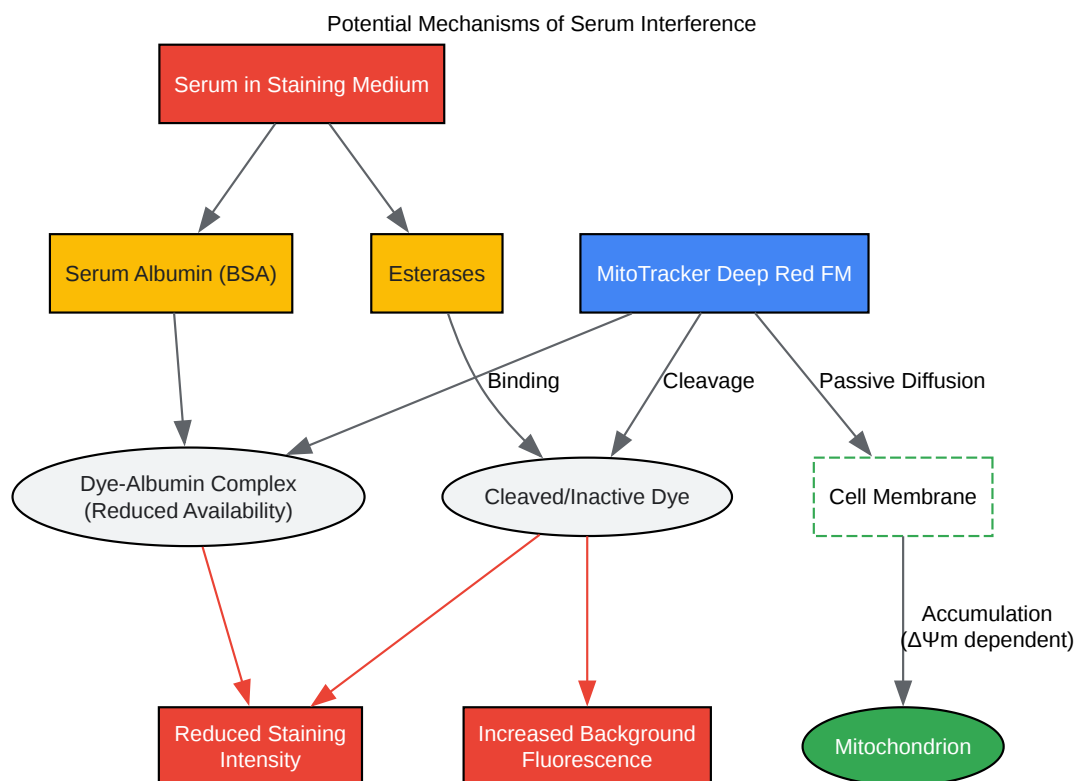 Potential Mechanisms of Serum Interference
Serum in Staining Medium
Serum Albumin (BSA)
Esterases
MitoTracker Deep Red FM
Binding
Cleavage
Passive Diffusion
Dye-Albumin Complex
(Reduced Availability)
Cleaved/Inactive Dye
Cell Membrane
Accumulation
(ΔΨm dependent)
Reduced Staining
Intensity
Increased Background
Fluorescence
Mitochondrion